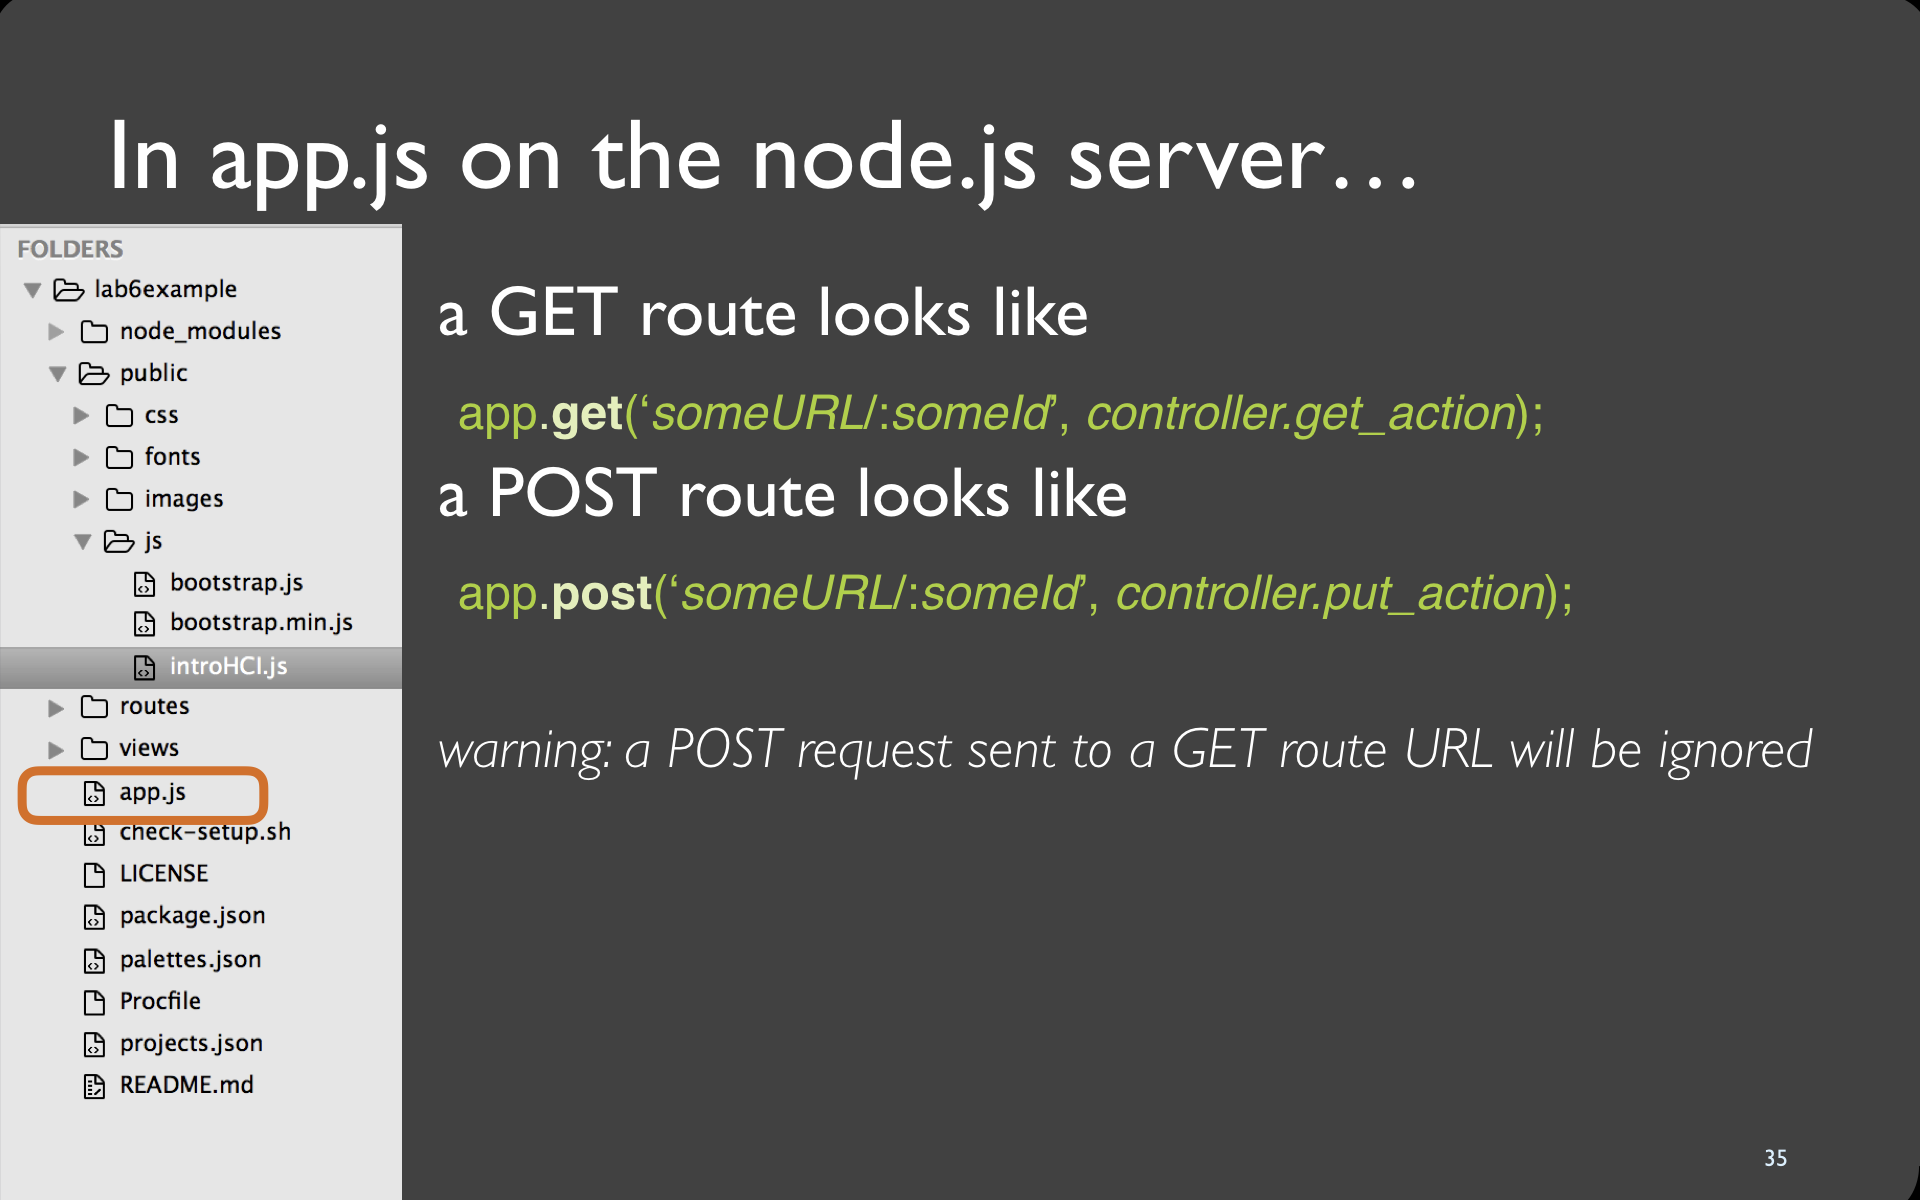 In app.js on the node.js server…
FOLDERS
lab6example
node_modules
public
css
fonts
images
js
bootstrap.js
bootstrap.min.js
introHCI.js
routes
views
app.js
check-setup.sh
LICENSE
package.json
palettes.json
Procfile
projects.json
README.md
a GET route looks like
app.get(‘someURL/:someId’, controller.get_action);
a POST route looks like
app.post(‘someURL/:someId’, controller.put_action);
warning: a POST request sent to a GET route URL will be ignored
35